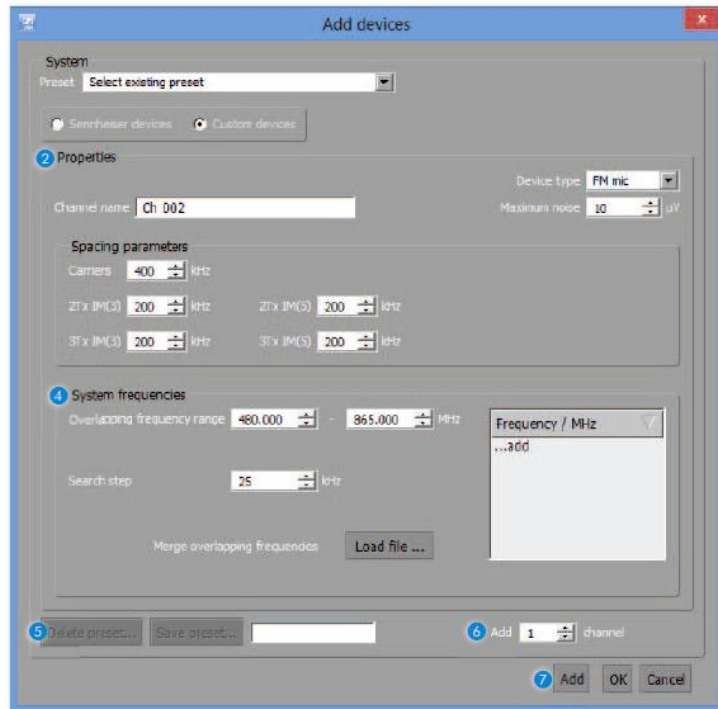 Add devices
System
Preset Select existing preset
Sennheiser devices Custom devices
2 Properties
Device type FM mic
Channel name Ch 002 Maximum noise 10 µV
Spacing parameters
Carriers 400 kHz
2Tx IM(3) 200 kHz 2Tx IM(5) 200 kHz
3Tx IM(3) 200 kHz 3Tx IM(5) 200 kHz
4 System frequencies
Overlapping frequency range 480.000 - 865.000 MHz
Frequency / MHz
...add
Search step 25 kHz
Merge overlapping frequencies Load file ...
5 Delete preset... Save preset... 6 Add 1 channel
7 Add OK Cancel